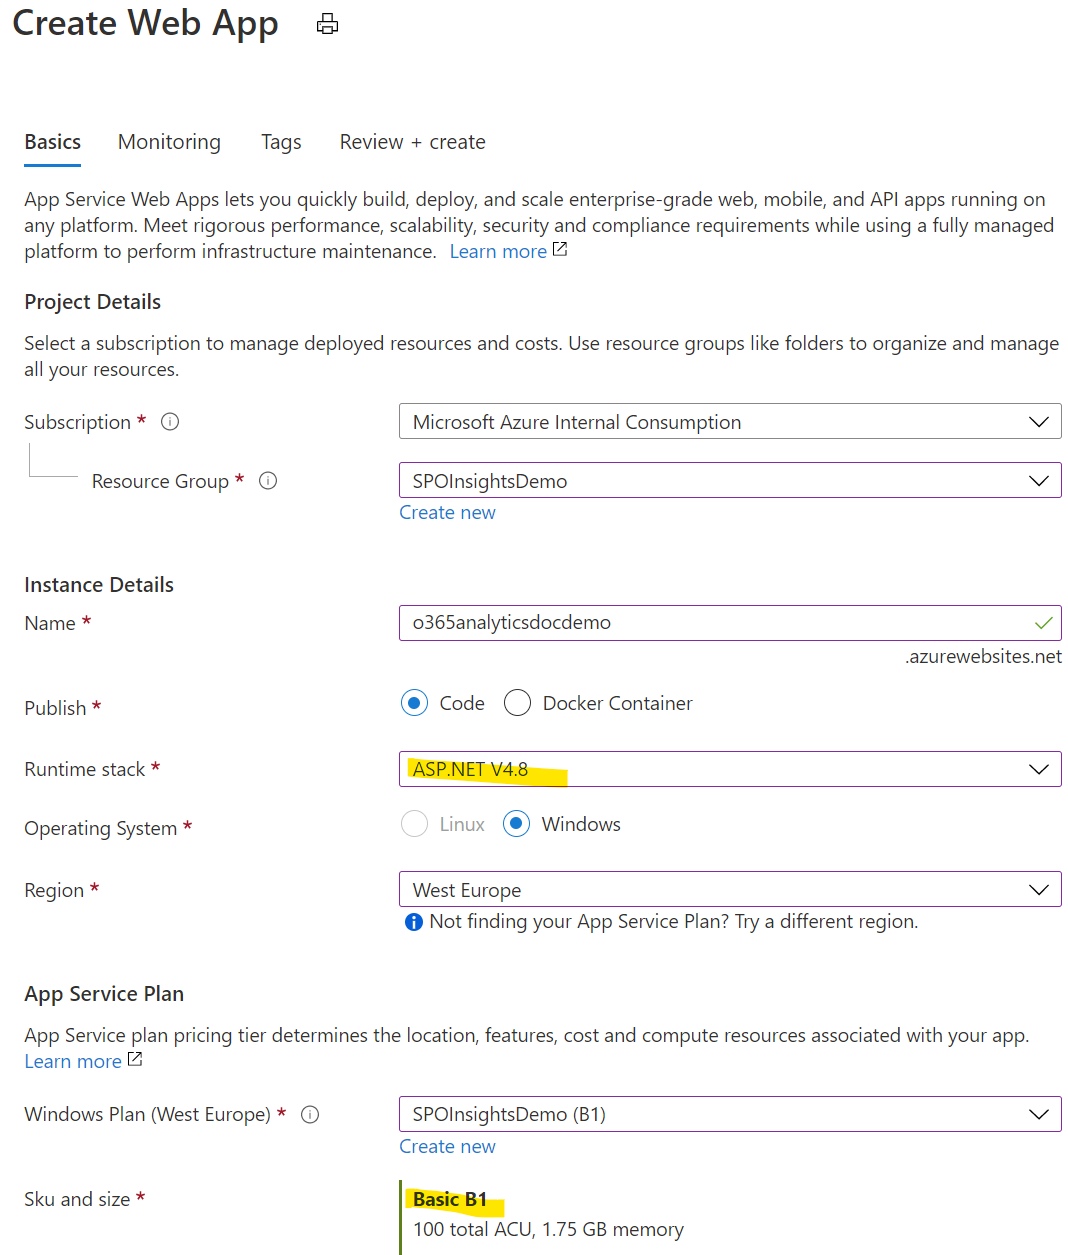 Create Web App
Basics Monitoring Tags Review + create
App Service Web Apps lets you quickly build, deploy, and scale enterprise-grade web, mobile, and API apps running on
any platform. Meet rigorous performance, scalability, security and compliance requirements while using a fully managed
platform to perform infrastructure maintenance. Learn more
Project Details
Select a subscription to manage deployed resources and costs. Use resource groups like folders to organize and manage
all your resources.
Subscription * Microsoft Azure Internal Consumption
Resource Group * SPOInsightsDemo
Create new
Instance Details
Name * o365analyticsdocdemo
.azurewebsites.net
Publish * Code Docker Container
Runtime stack * ASP.NET V4.8
Operating System * Linux Windows
Region * West Europe
Not finding your App Service Plan? Try a different region.
App Service Plan
App Service plan pricing tier determines the location, features, cost and compute resources associated with your app.
Learn more
Windows Plan (West Europe) * SPOInsightsDemo (B1)
Create new
Sku and size * Basic B1
100 total ACU, 1.75 GB memory